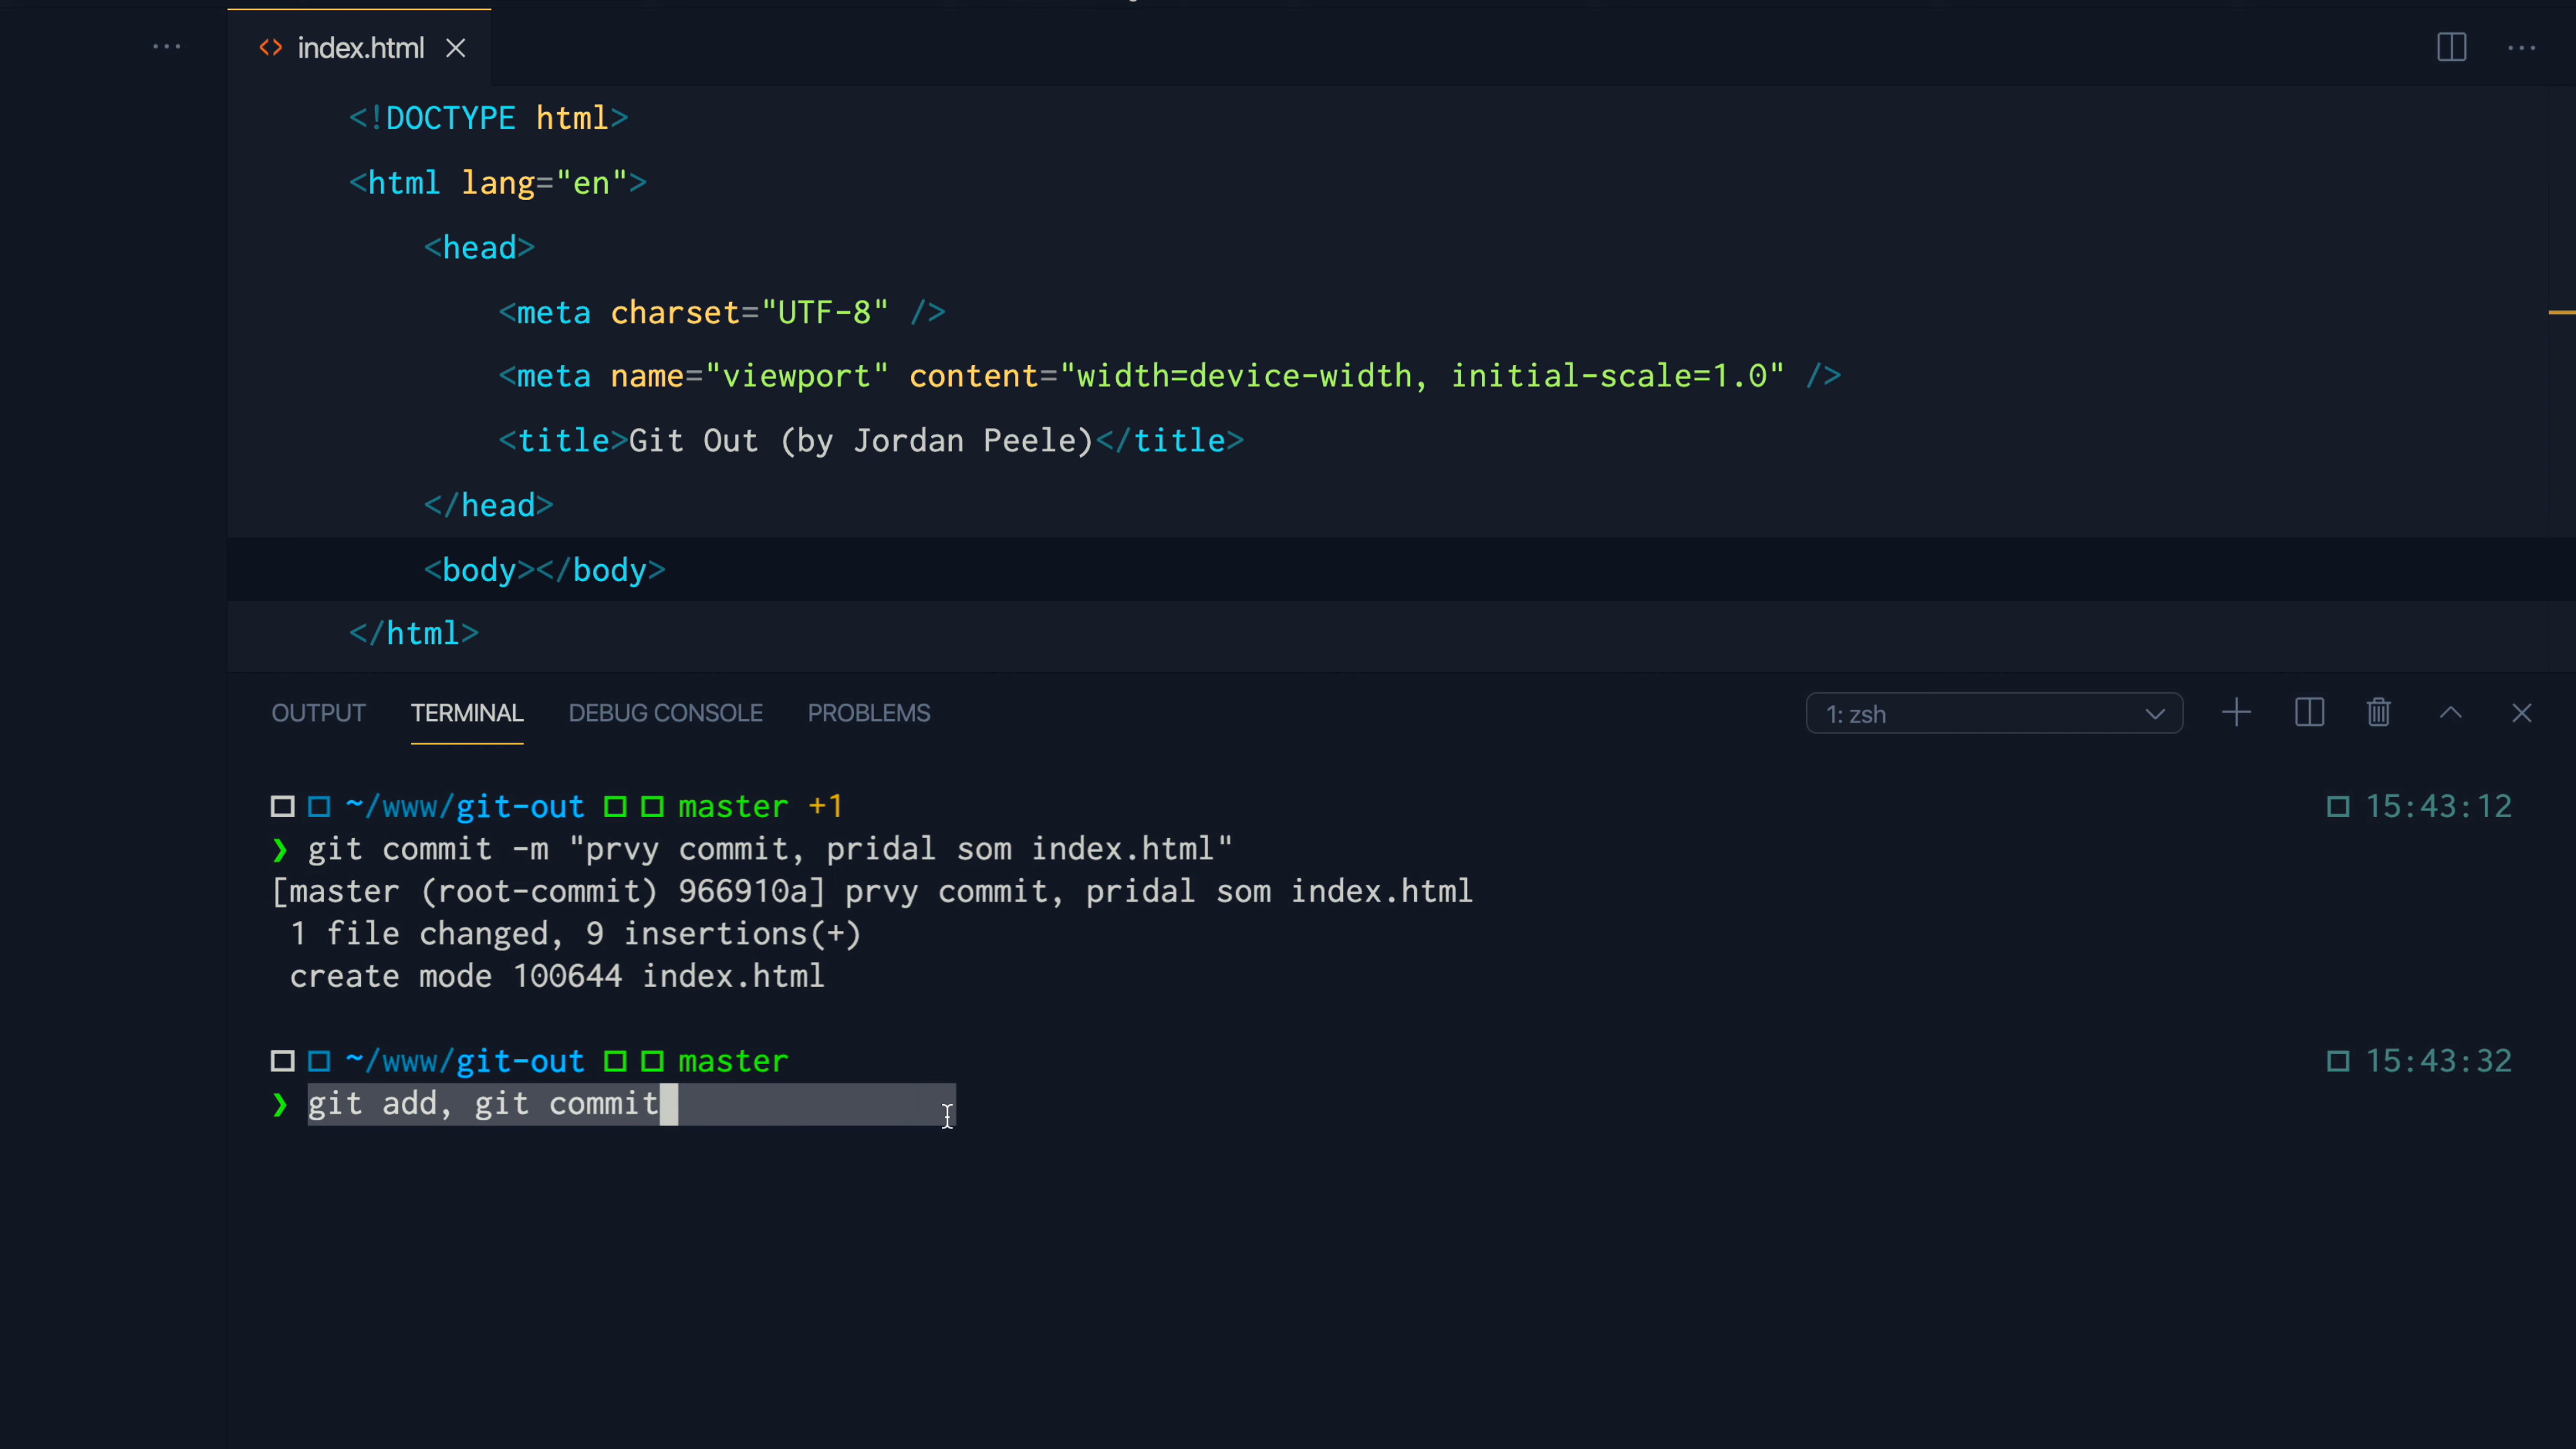 index.html
<!DOCTYPE html>
<html lang="en">
<head>
<meta charset="UTF-8" />
<meta name="viewport" content="width=device-width, initial-scale=1.0" />
<title>Git Out (by Jordan Peele)</title>
</head>
<body></body>
</html>
OUTPUT TERMINAL DEBUG CONSOLE PROBLEMS 1: zsh
~/www/git-out master +1 15:43:12
❯ git commit -m "prvy commit, pridal som index.html"
[master (root-commit) 966910a] prvy commit, pridal som index.html
1 file changed, 9 insertions(+)
create mode 100644 index.html
~/www/git-out master 15:43:32
❯ git add, git commit